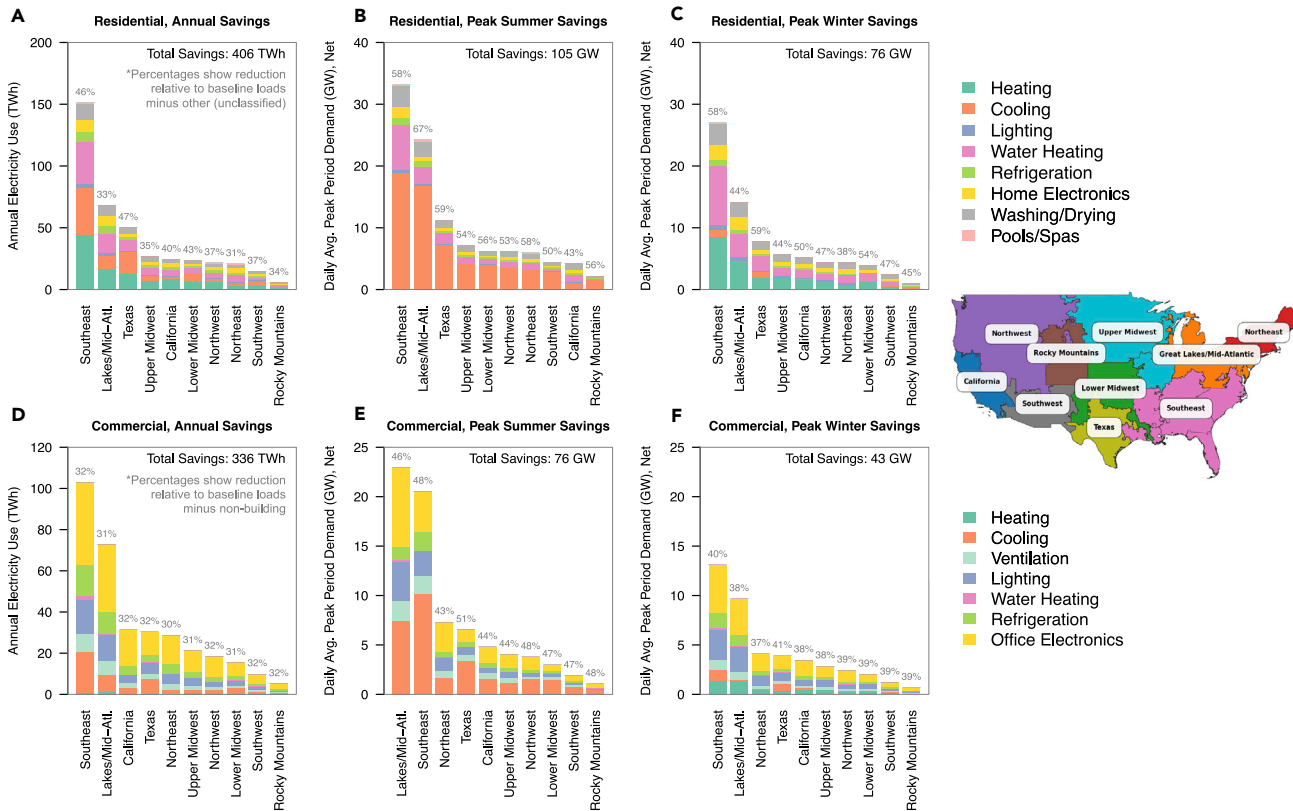 A
Residential, Annual Savings
Annual Electricity Use (TWh)
200
150
100
50
0
Total Savings: 406 TWh
*Percentages show reduction
relative to baseline loads
minus other (unclassified)
46%
33%
47%
35%
40%
43%
37%
31%
37%
34%
Southeast
Lakes/Mid−Atl.
Texas
Upper Midwest
California
Lower Midwest
Northwest
Northeast
Southwest
Rocky Mountains
B
Residential, Peak Summer Savings
Daily Avg. Peak Period Demand (GW), Net
40
30
20
10
0
Total Savings: 105 GW
58%
67%
59%
54%
56%
53%
58%
50%
43%
56%
Southeast
Lakes/Mid−Atl.
Texas
Upper Midwest
Lower Midwest
Northwest
Northeast
Southwest
California
Rocky Mountains
C
Residential, Peak Winter Savings
Daily Avg. Peak Period Demand (GW), Net
40
30
20
10
0
Total Savings: 76 GW
58%
44%
59%
44%
50%
47%
38%
54%
47%
45%
Southeast
Lakes/Mid−Atl.
Texas
Upper Midwest
California
Northwest
Northeast
Lower Midwest
Southwest
Rocky Mountains
Heating
Cooling
Lighting
Water Heating
Refrigeration
Home Electronics
Washing/Drying
Pools/Spas
Northwest
Upper Midwest
Northeast
Rocky Mountains
Great Lakes/Mid-Atlantic
California
Lower Midwest
Southwest
Southeast
Texas
D
Commercial, Annual Savings
Annual Electricity Use (TWh)
120
100
80
60
40
20
0
Total Savings: 336 TWh
*Percentages show reduction
relative to baseline loads
minus non-building
32%
31%
32%
32%
30%
31%
32%
31%
32%
32%
Southeast
Lakes/Mid−Atl.
California
Texas
Northeast
Upper Midwest
Northwest
Lower Midwest
Southwest
Rocky Mountains
E
Commercial, Peak Summer Savings
Daily Avg. Peak Period Demand (GW), Net
25
20
15
10
5
0
Total Savings: 76 GW
46%
48%
43%
51%
44%
44%
48%
47%
47%
48%
Lakes/Mid−Atl.
Southeast
Northeast
Texas
California
Upper Midwest
Northwest
Lower Midwest
Southwest
Rocky Mountains
F
Commercial, Peak Winter Savings
Daily Avg. Peak Period Demand (GW), Net
25
20
15
10
5
0
Total Savings: 43 GW
40%
38%
37%
41%
38%
38%
39%
40%
39%
39%
Southeast
Lakes/Mid−Atl.
Northeast
Texas
California
Upper Midwest
Northwest
Lower Midwest
Southwest
Rocky Mountains
Heating
Cooling
Ventilation
Lighting
Water Heating
Refrigeration
Office Electronics